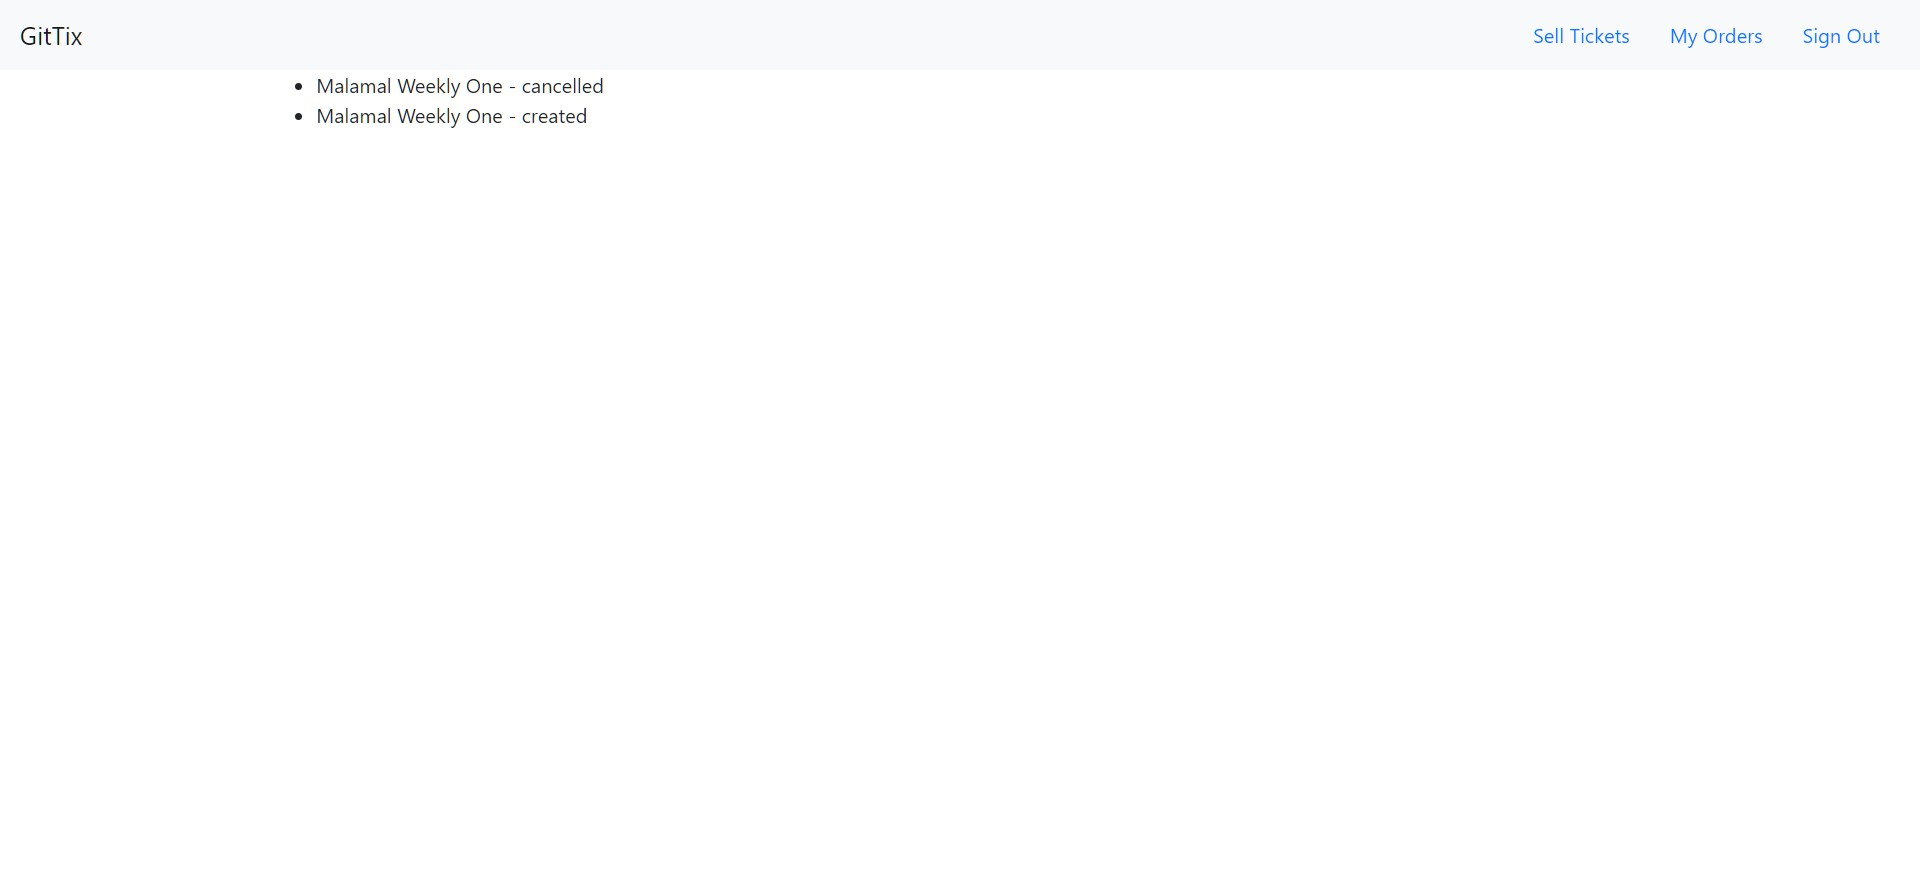 GitTix Sell Tickets My Orders Sign Out
Malamal Weekly One - cancelled
Malamal Weekly One - created